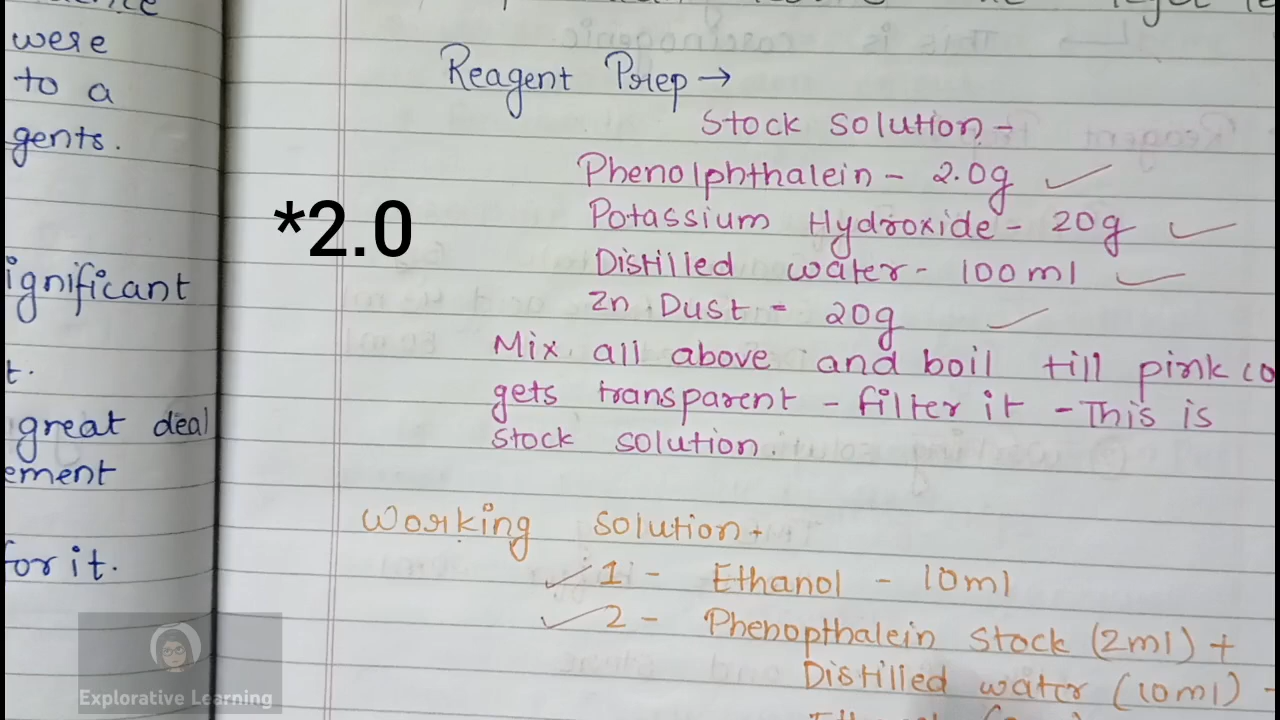 were
to a
gents.
ignificant
t.
great deal
ement
for it.
*2.0
Reagent Prep →
Stock solution -
Phenolphthalein - 2.0g ✓
Potassium Hydroxide - 20g ✓
Distilled water - 100ml ✓
Zn Dust - 20g ✓
Mix all above and boil till pink co
gets transparent - filter it - This is
stock solution.
Working solution -
✓ 1 - Ethanol - 10ml
✓ 2 - Phenopthalein stock (2ml) +
Distilled water (10ml) -
Explorative Learning